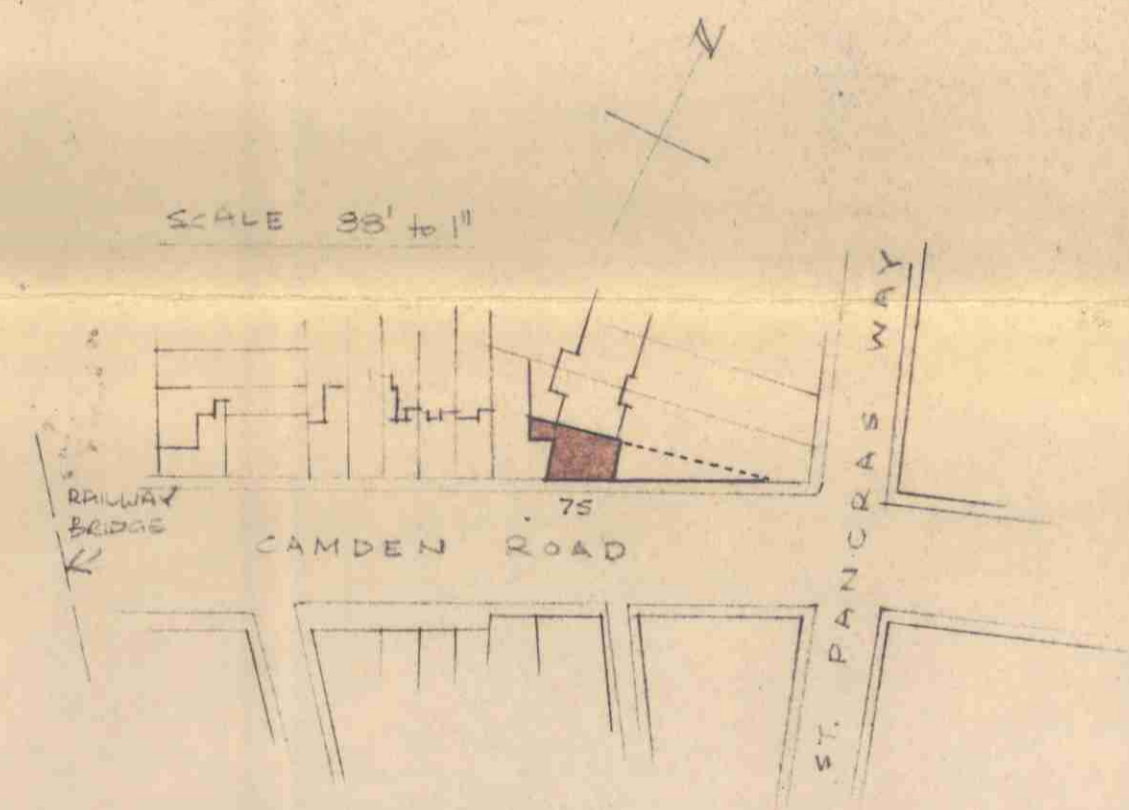 N
SCALE 88' to 1"
RAILWAY
BRIDGE
75
CAMDEN ROAD
ST. PANCRAS WAY